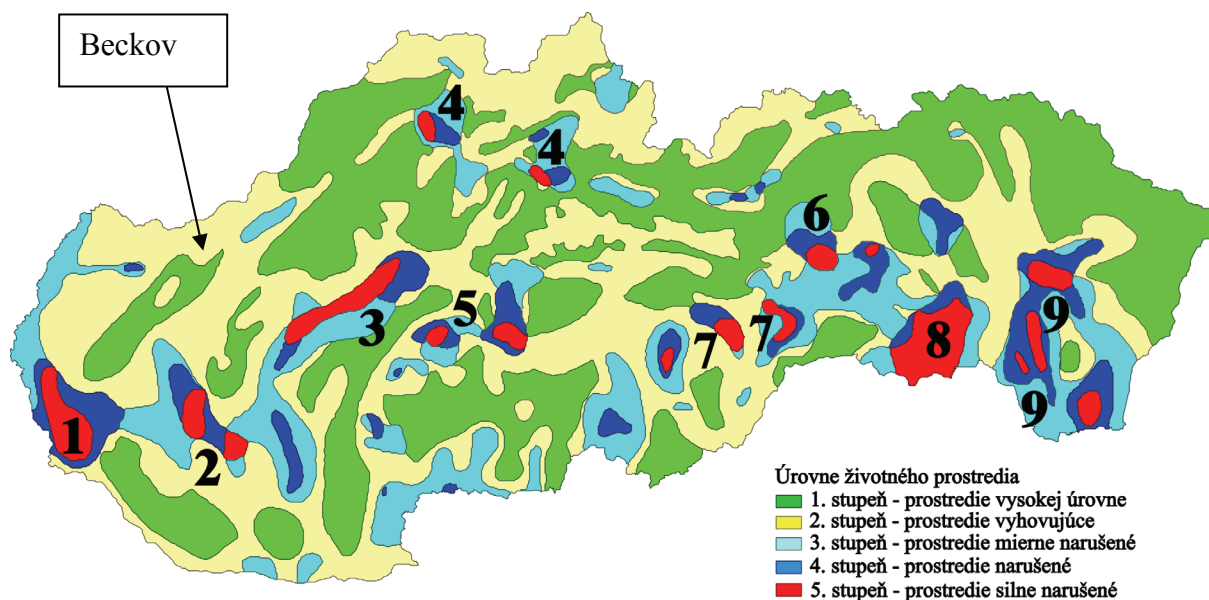 Beckov
4
4
6
5
3
7
7
8
9
9
1
2
Úrovne životného prostredia
1. stupeň - prostredie vysokej úrovne
2. stupeň - prostredie vyhovujúce
3. stupeň - prostredie mierne narušené
4. stupeň - prostredie narušené
5. stupeň - prostredie silne narušené